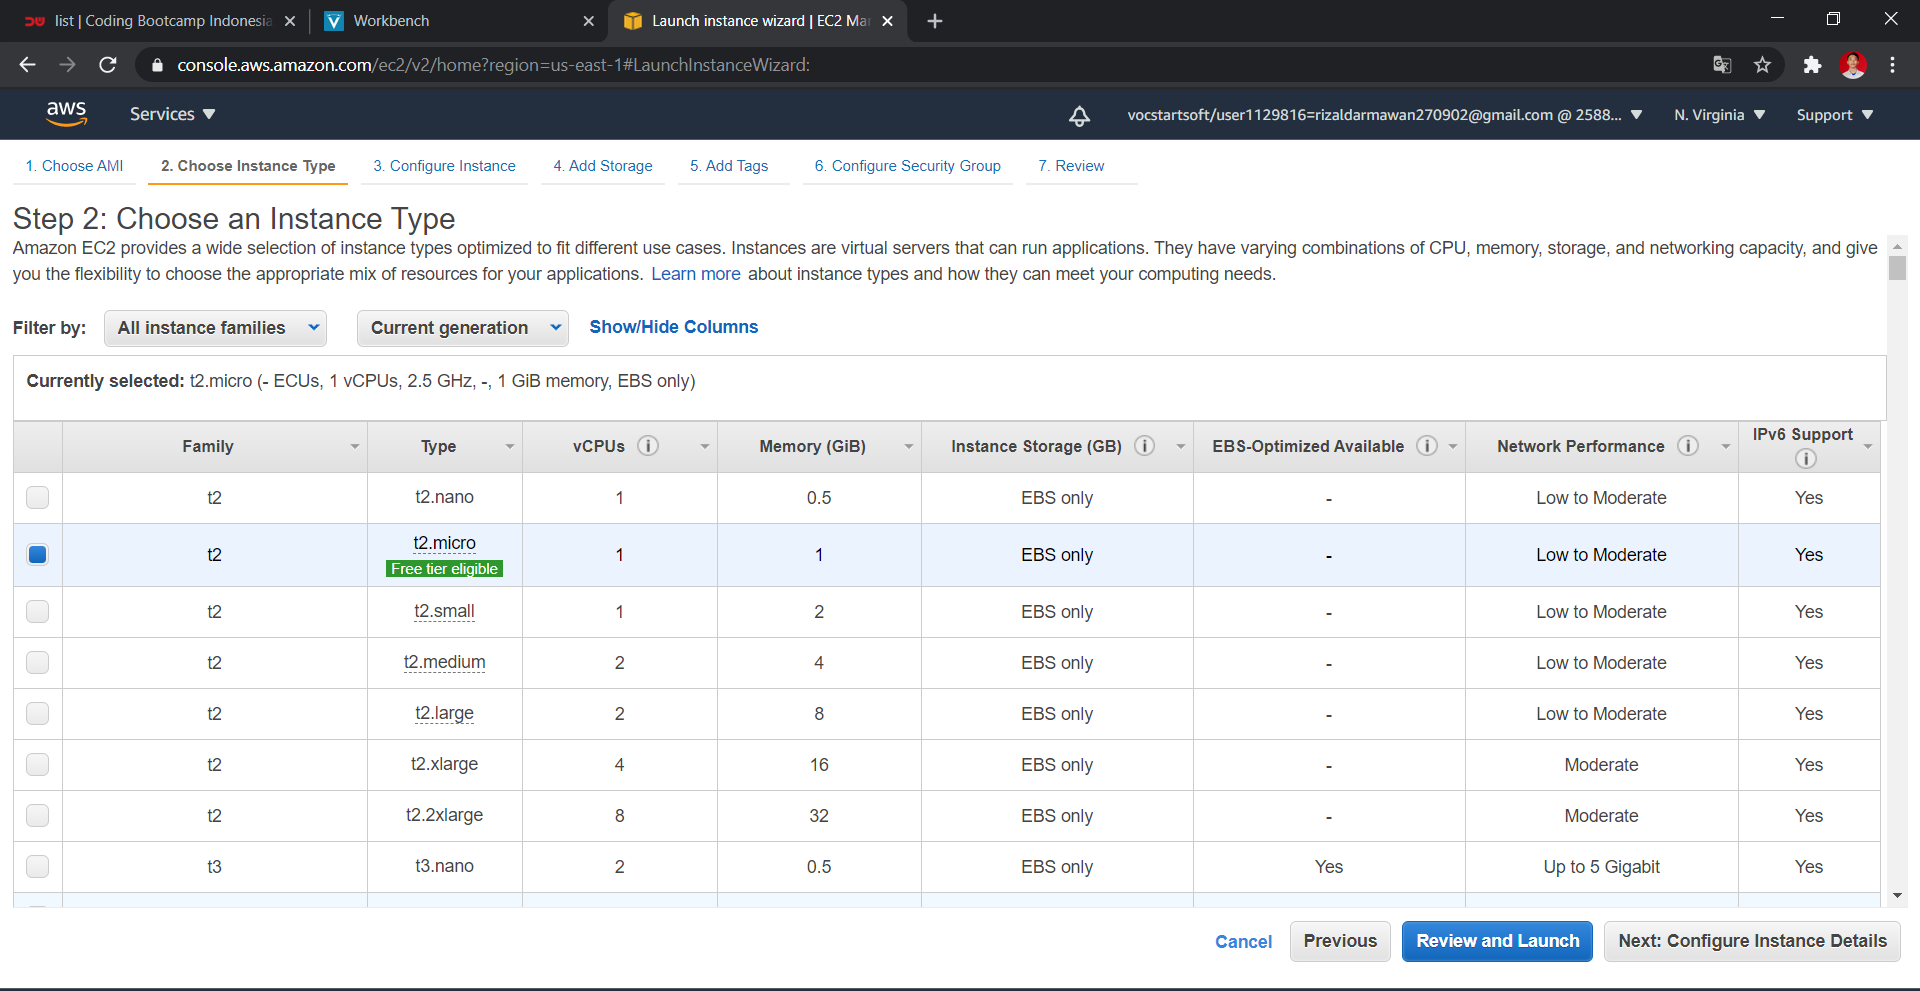 list | Coding Bootcamp Indonesia
Workbench
Launch instance wizard | EC2 Ma
console.aws.amazon.com/ec2/v2/home?region=us-east-1#LaunchInstanceWizard:
aws
Services
vocstartsoft/user1129816=rizaldarmawan270902@gmail.com @ 2588...
N. Virginia
Support
1. Choose AMI
2. Choose Instance Type
3. Configure Instance
4. Add Storage
5. Add Tags
6. Configure Security Group
7. Review
Step 2: Choose an Instance Type
Amazon EC2 provides a wide selection of instance types optimized to fit different use cases. Instances are virtual servers that can run applications. They have varying combinations of CPU, memory, storage, and networking capacity, and give
you the flexibility to choose the appropriate mix of resources for your applications. Learn more about instance types and how they can meet your computing needs.
Filter by: All instance families Current generation Show/Hide Columns
Currently selected: t2.micro (- ECUs, 1 vCPUs, 2.5 GHz, -, 1 GiB memory, EBS only)
Family Type vCPUs Memory (GiB) Instance Storage (GB) EBS-Optimized Available Network Performance IPv6 Support
t2 t2.nano 1 0.5 EBS only - Low to Moderate Yes
t2 t2.micro 1 1 EBS only - Low to Moderate Yes
Free tier eligible
t2 t2.small 1 2 EBS only - Low to Moderate Yes
t2 t2.medium 2 4 EBS only - Low to Moderate Yes
t2 t2.large 2 8 EBS only - Low to Moderate Yes
t2 t2.xlarge 4 16 EBS only - Moderate Yes
t2 t2.2xlarge 8 32 EBS only - Moderate Yes
t3 t3.nano 2 0.5 EBS only Yes Up to 5 Gigabit Yes
Cancel
Previous
Review and Launch
Next: Configure Instance Details